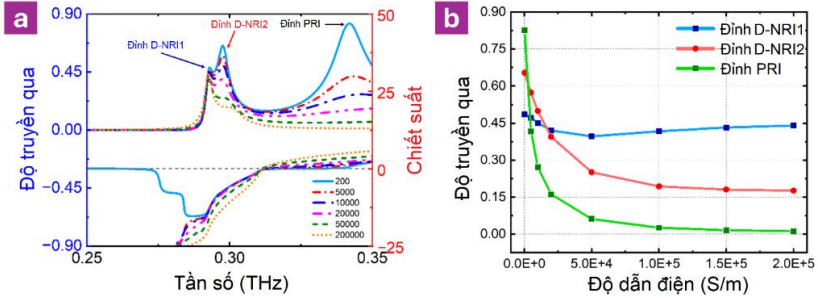 a
Độ truyền qua
0.90
0.45
0.00
−0.45
−0.90
Đỉnh D-NRI1
Đỉnh D-NRI2
Đỉnh PRI
200
5000
10000
20000
50000
200000
50
25
0
−25
Chiết suất
0.25
0.30
0.35
Tần số (THz)
b
Độ truyền qua
0.90
0.75
0.60
0.45
0.30
0.15
0.00
Đỉnh D-NRI1
Đỉnh D-NRI2
Đỉnh PRI
0.0E+0
5.0E+4
1.0E+5
1.5E+5
2.0E+5
Độ dẫn điện (S/m)